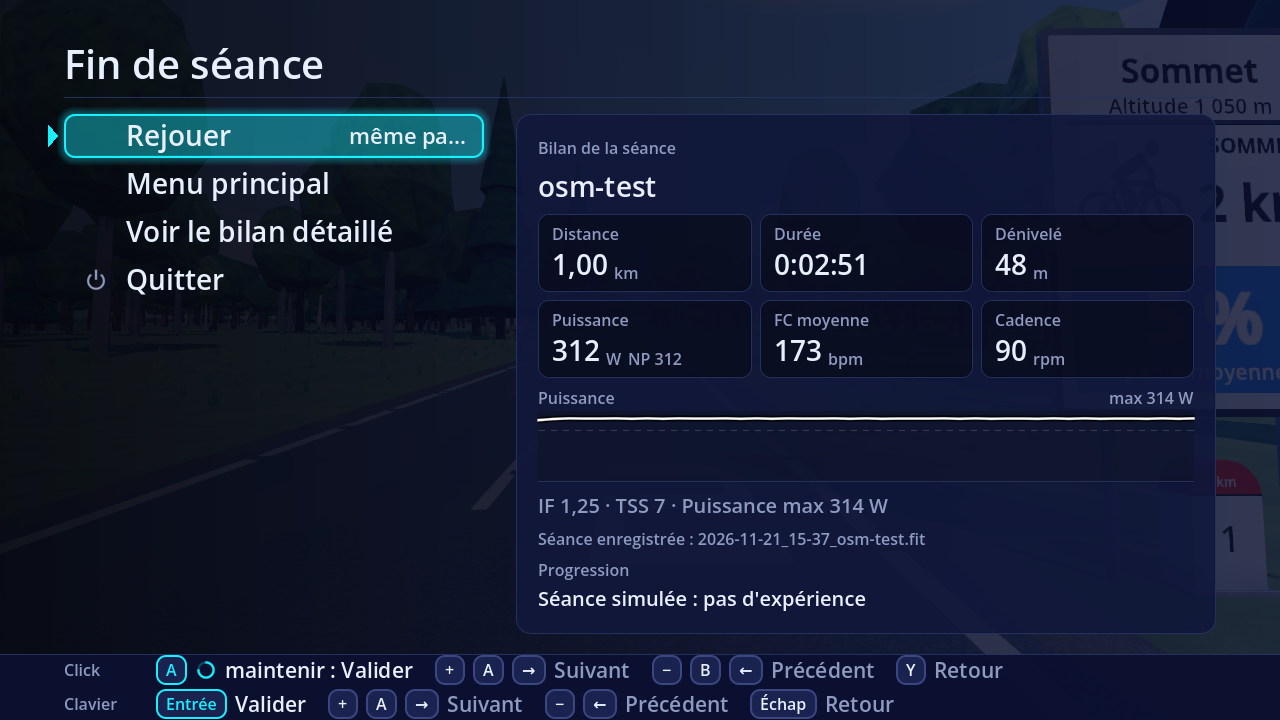 Fin de séance
Sommet
Altitude 1 050 m
Rejouer même pa...
Menu principal
Voir le bilan détaillé
Quitter
Bilan de la séance
osm-test
Distance
1,00 km
Durée
0:02:51
Dénivelé
48 m
Puissance
312 W NP 312
FC moyenne
173 bpm
Cadence
90 rpm
Puissance max 314 W
IF 1,25 · TSS 7 · Puissance max 314 W
Séance enregistrée : 2026-11-21_15-37_osm-test.fit
Progression
Séance simulée : pas d'expérience
%
km
1
Click A maintenir : Valider + A → Suivant − B ← Précédent Y Retour
Clavier Entrée Valider + A → Suivant − ← Précédent Échap Retour